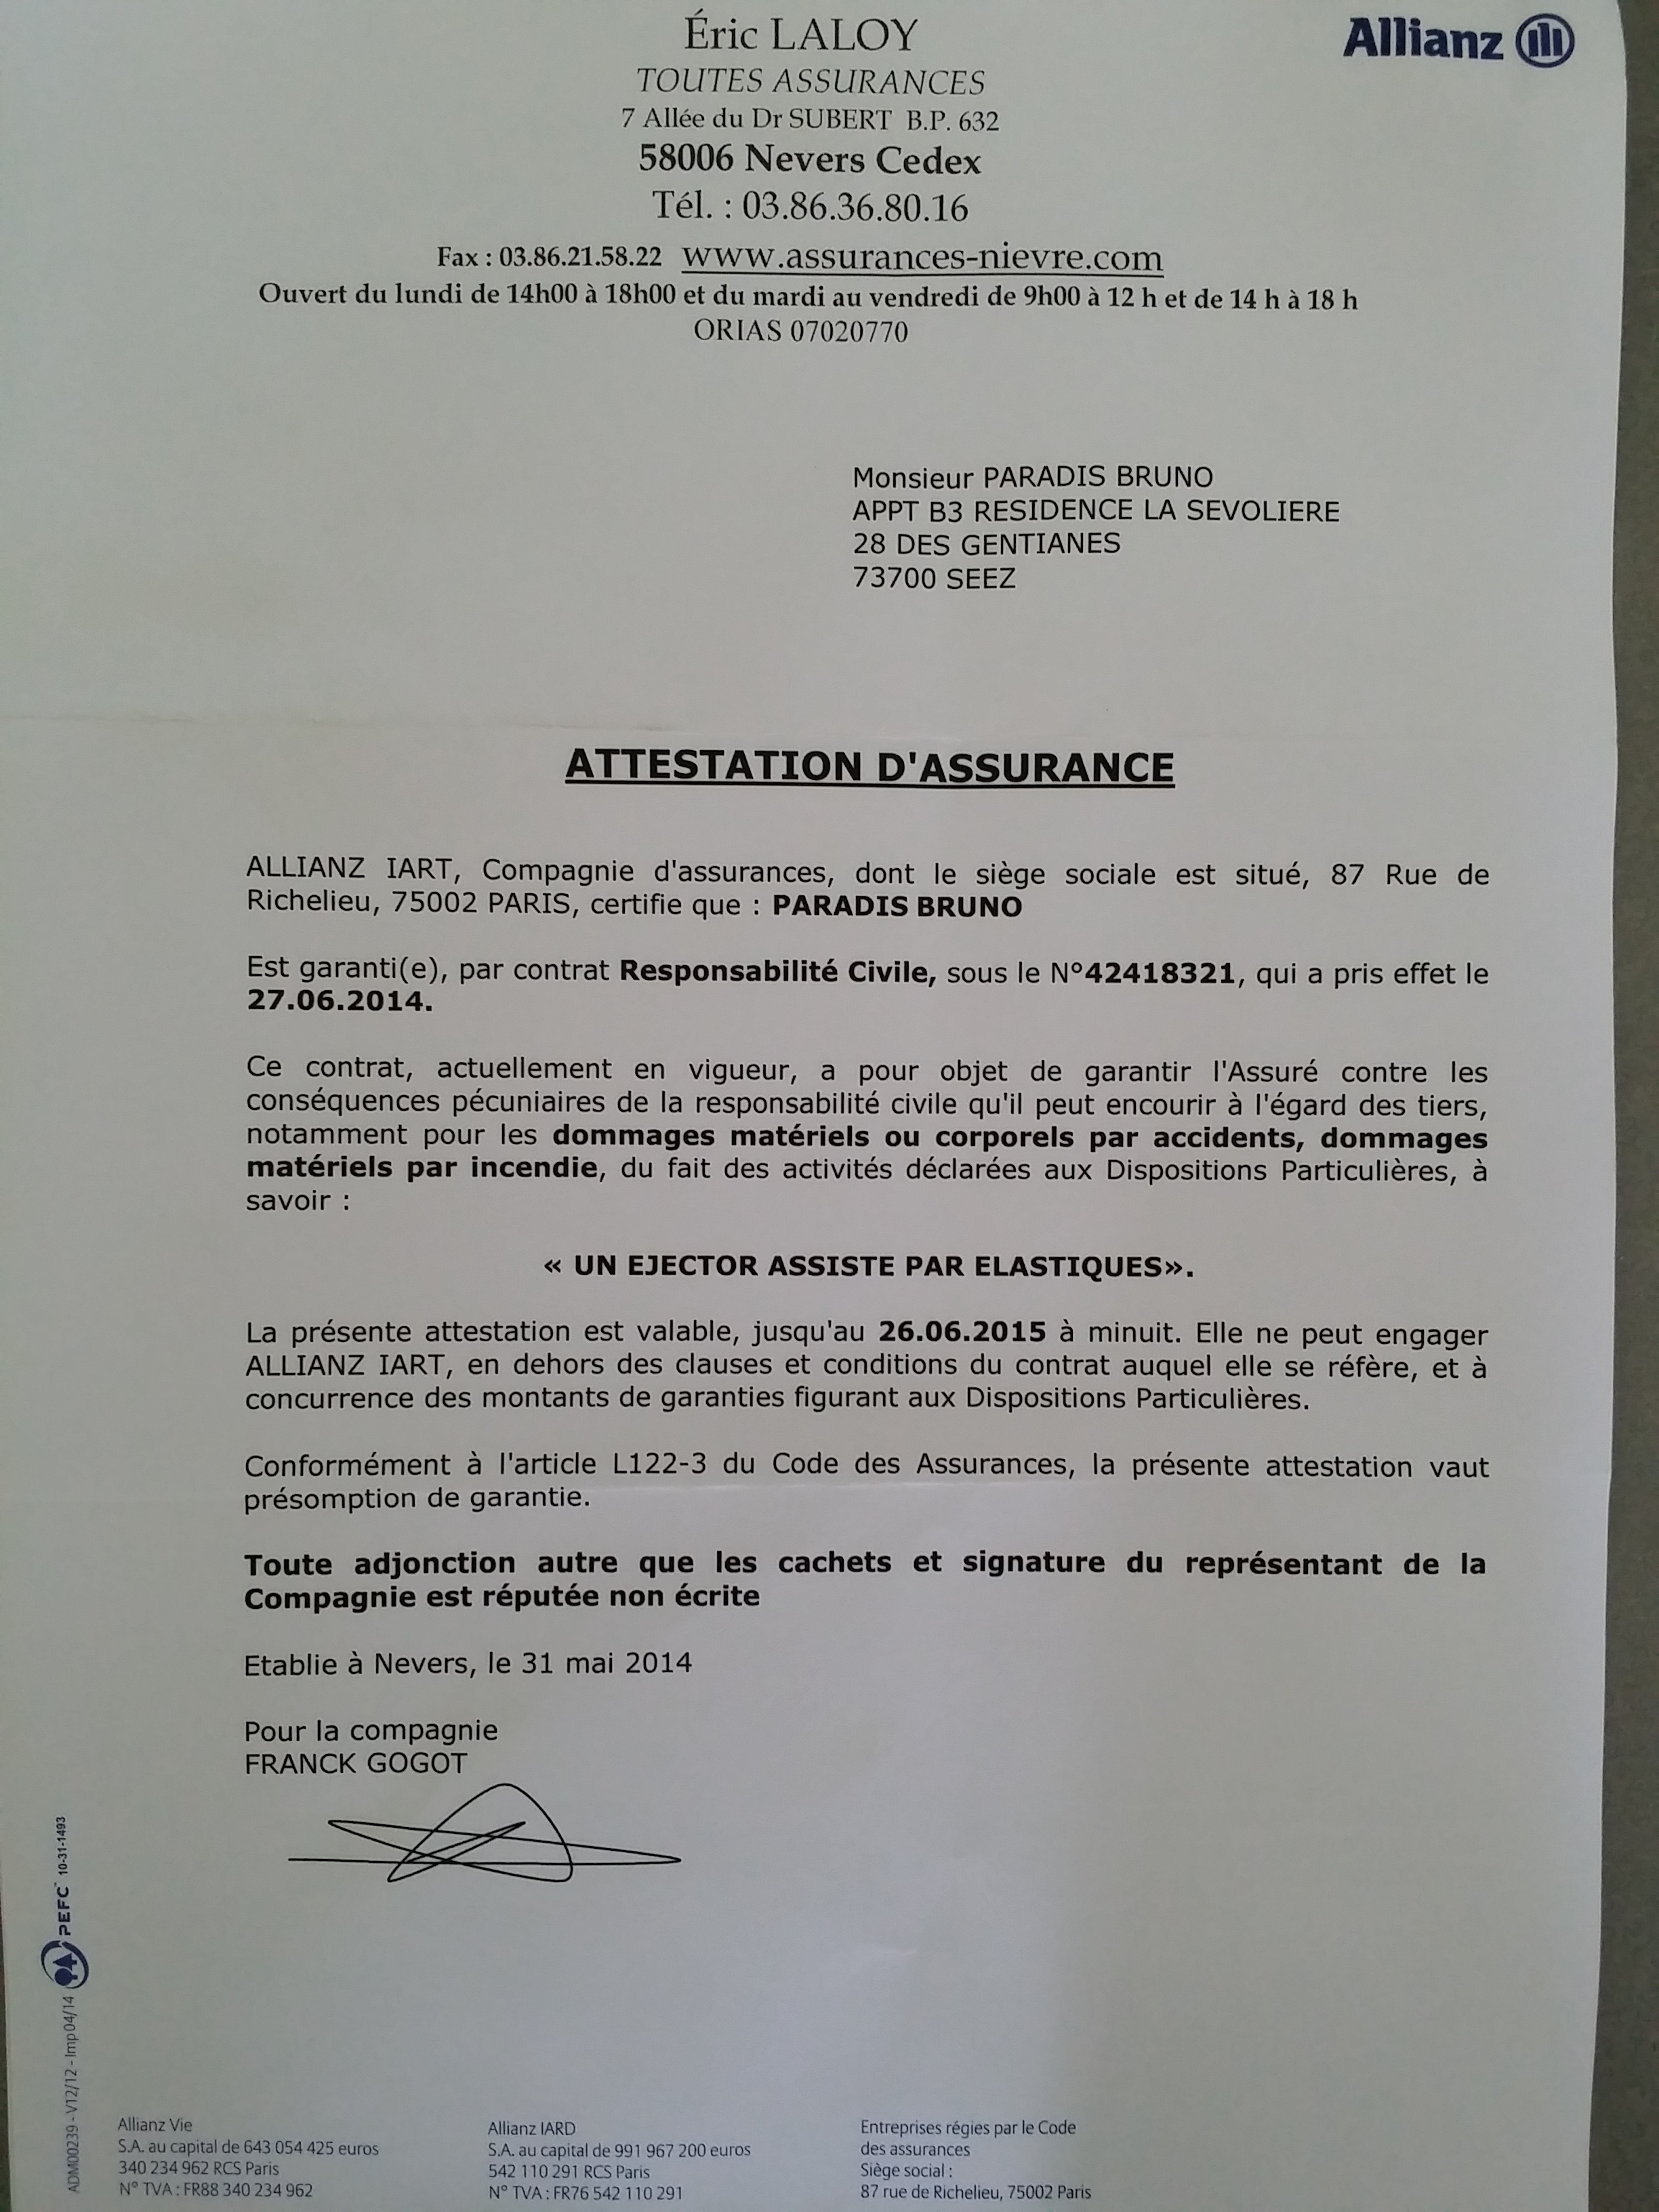 Éric LALOY
Allianz
TOUTES ASSURANCES
7 Allée du Dr SUBERT B.P. 632
58006 Nevers Cedex
Tél. : 03.86.36.80.16
Fax : 03.86.21.58.22 www.assurances-nievre.com
Ouvert du lundi de 14h00 à 18h00 et du mardi au vendredi de 9h00 à 12 h et de 14 h à 18 h
ORIAS 07020770
Monsieur PARADIS BRUNO
APPT B3 RESIDENCE LA SEVOLIERE
28 DES GENTIANES
73700 SEEZ
ATTESTATION D'ASSURANCE
ALLIANZ IART, Compagnie d'assurances, dont le siège sociale est situé, 87 Rue de
Richelieu, 75002 PARIS, certifie que : PARADIS BRUNO
Est garanti(e), par contrat Responsabilité Civile, sous le N°42418321, qui a pris effet le
27.06.2014.
Ce contrat, actuellement en vigueur, a pour objet de garantir l'Assuré contre les
conséquences pécuniaires de la responsabilité civile qu'il peut encourir à l'égard des tiers,
notamment pour les dommages matériels ou corporels par accidents, dommages
matériels par incendie, du fait des activités déclarées aux Dispositions Particulières, à
savoir :
« UN EJECTOR ASSISTE PAR ELASTIQUES».
La présente attestation est valable, jusqu'au 26.06.2015 à minuit. Elle ne peut engager
ALLIANZ IART, en dehors des clauses et conditions du contrat auquel elle se réfère, et à
concurrence des montants de garanties figurant aux Dispositions Particulières.
Conformément à l'article L122-3 du Code des Assurances, la présente attestation vaut
présomption de garantie.
Toute adjonction autre que les cachets et signature du représentant de la
Compagnie est réputée non écrite
Etablie à Nevers, le 31 mai 2014
Pour la compagnie
FRANCK GOGOT
ADM00239 - V12/12 - Imp04/14 PEFC 10-31-1493
Allianz Vie
S.A. au capital de 643 054 425 euros
340 234 962 RCS Paris
N° TVA : FR88 340 234 962
Allianz IARD
S.A. au capital de 991 967 200 euros
542 110 291 RCS Paris
N° TVA : FR76 542 110 291
Entreprises régies par le Code
des assurances
Siège social :
87 rue de Richelieu, 75002 Paris